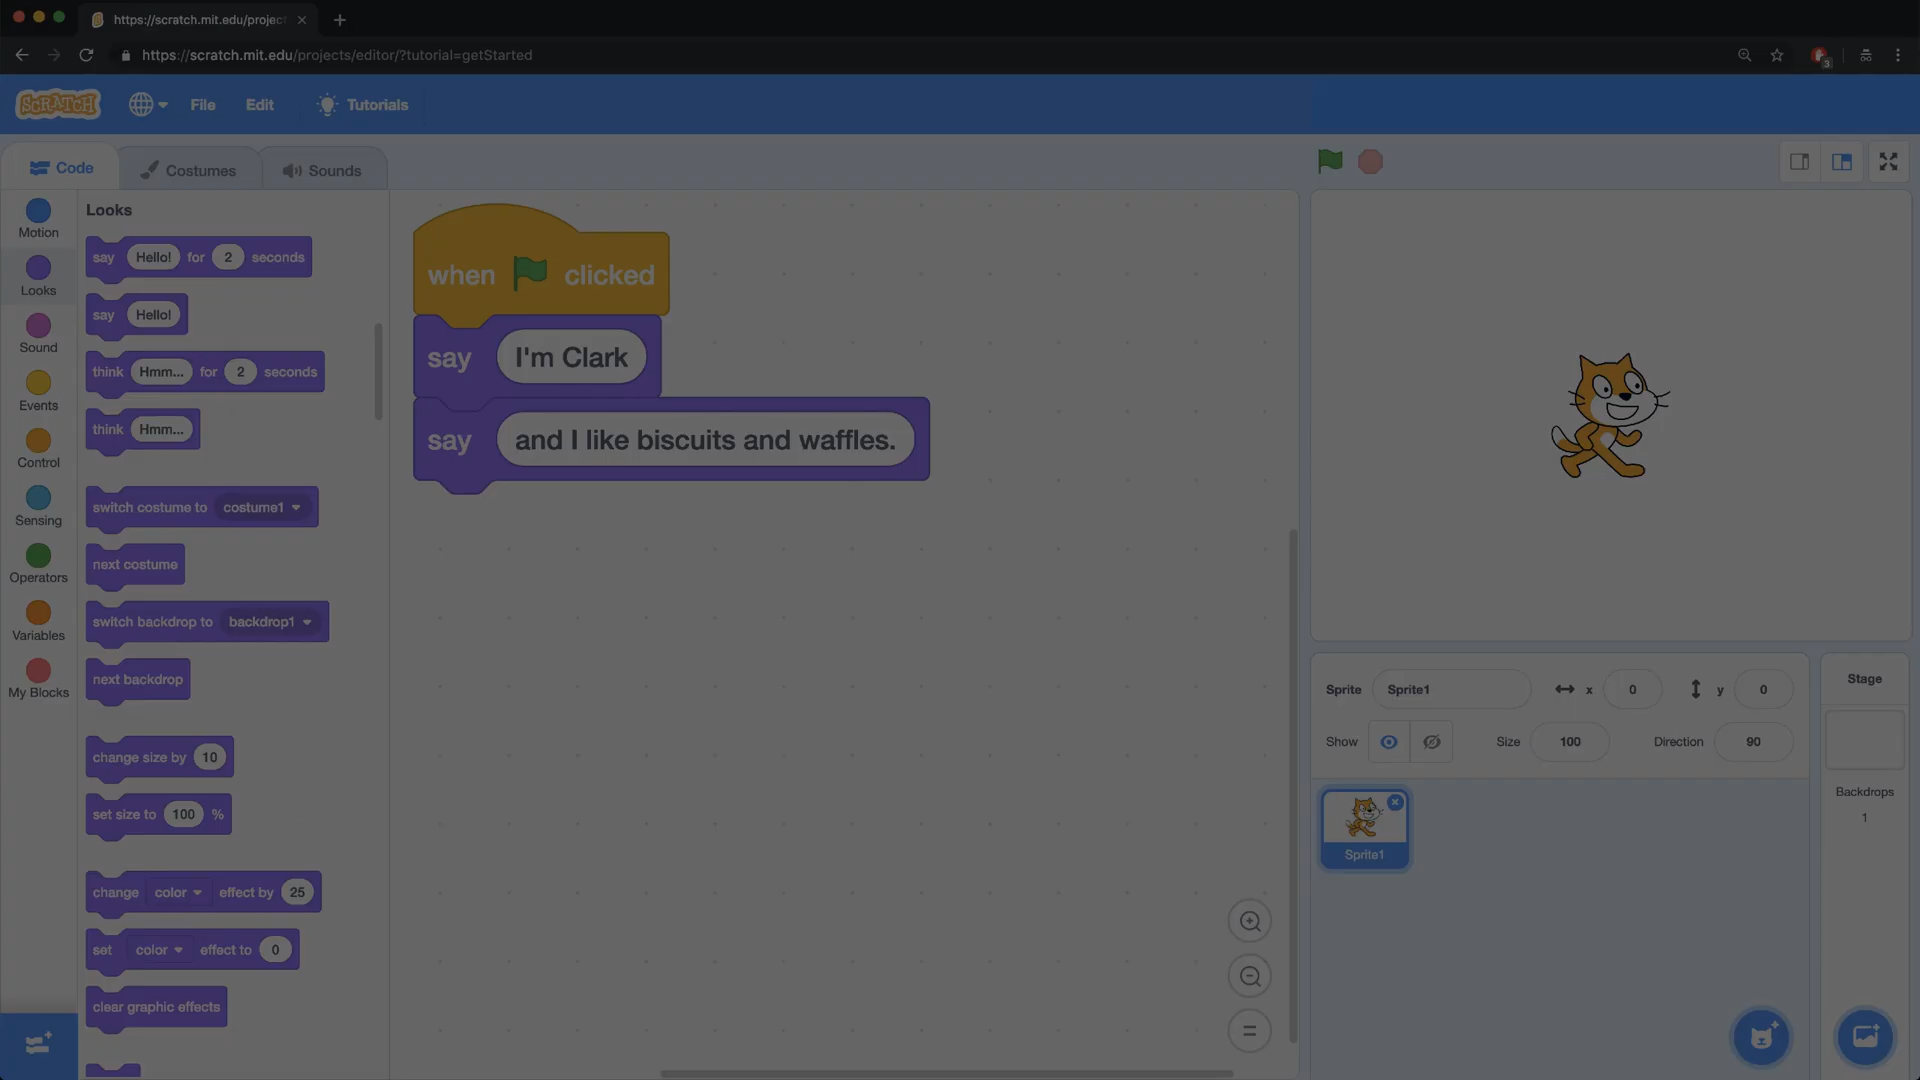 https://scratch.mit.edu/projec
https://scratch.mit.edu/projects/editor/?tutorial=getStarted
3
SCRATCH
File
Edit
Tutorials
Code
Costumes
Sounds
Motion
Looks
Sound
Events
Control
Sensing
Operators
Variables
My Blocks
Looks
say Hello! for 2 seconds
say Hello!
think Hmm... for 2 seconds
think Hmm...
switch costume to costume1
next costume
switch backdrop to backdrop1
next backdrop
change size by 10
set size to 100 %
change color effect by 25
set color effect to 0
clear graphic effects
when clicked
say I'm Clark
say and I like biscuits and waffles.
Sprite Sprite1 x 0 y 0
Show Size 100 Direction 90
Sprite1
Stage
Backdrops
1